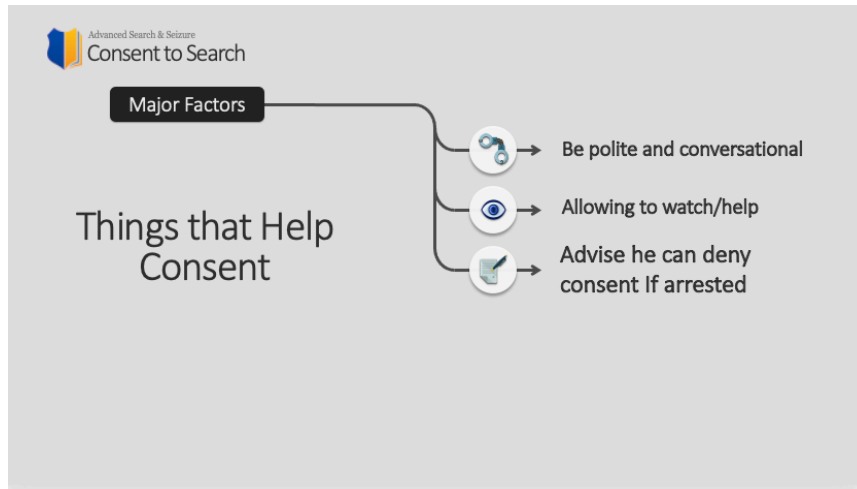 Advanced Search & Seizure
Consent to Search
Major Factors
Things that Help
Consent
Be polite and conversational
Allowing to watch/help
Advise he can deny
consent If arrested